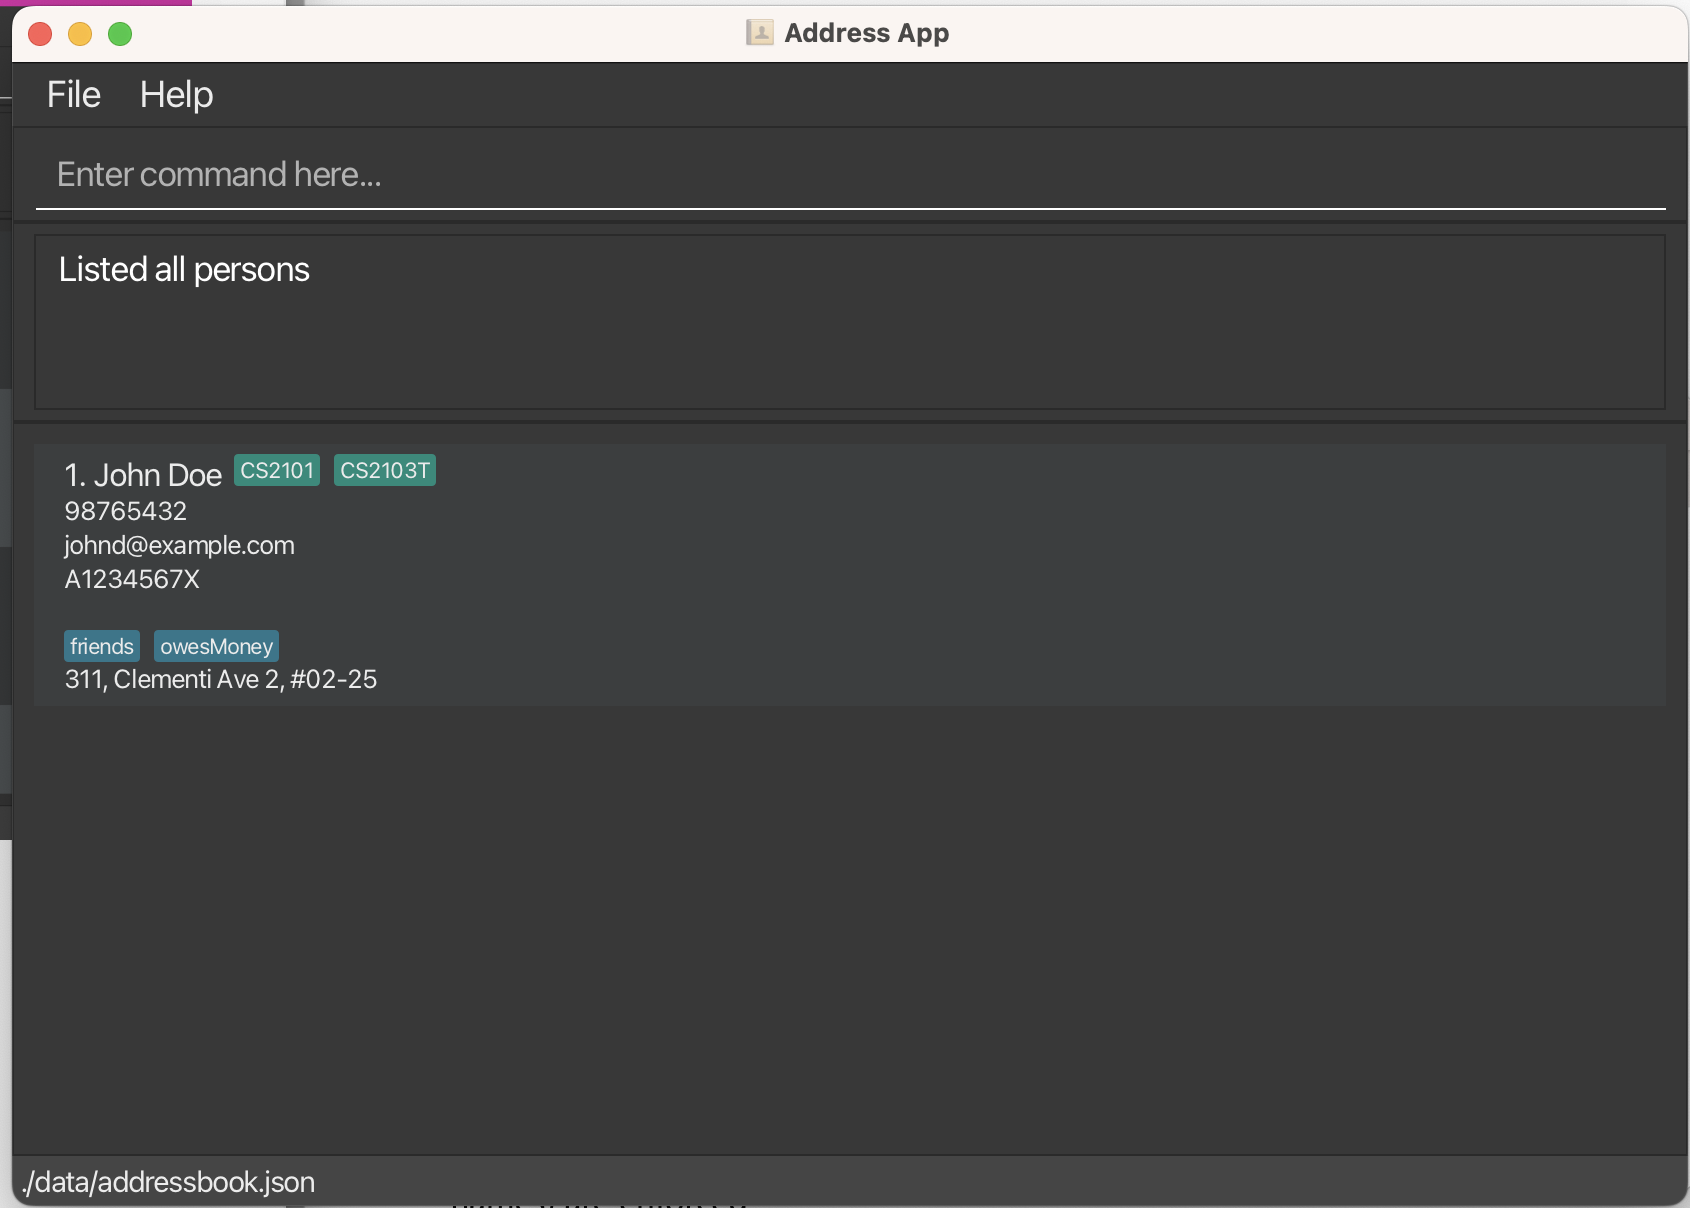 Address App
File Help
Enter command here...
Listed all persons
1. John Doe CS2101 CS2103T
98765432
johnd@example.com
A1234567X
friends owesMoney
311, Clementi Ave 2, #02-25
./data/addressbook.json